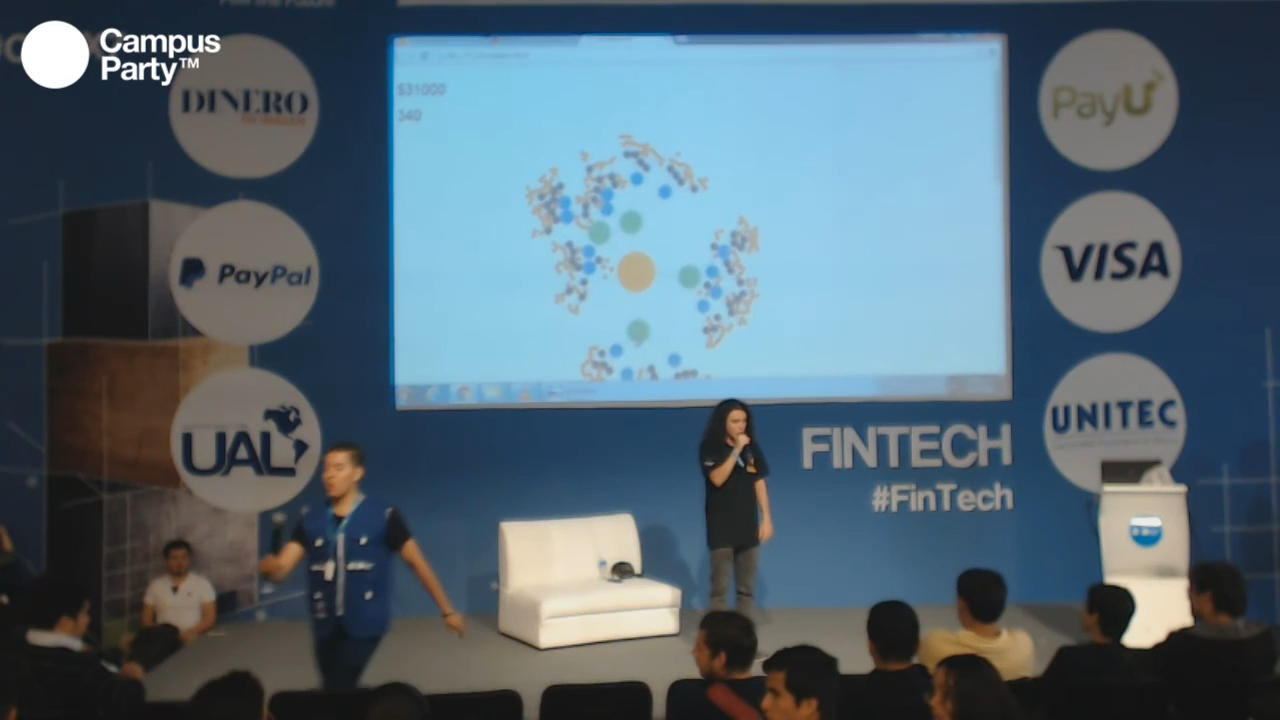 Campus
Party™
DINERO
PayPal
UAL
$31000
340
PayU
VISA
UNITEC
FINTECH
#FinTech